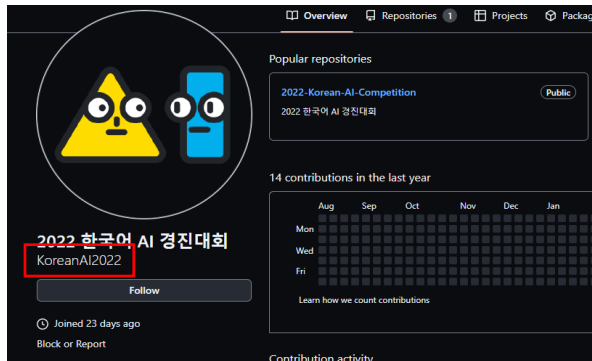 Overview Repositories 1 Projects Packag
Popular repositories
2022-Korean-AI-Competition Public
2022 한국어 AI 경진대회
14 contributions in the last year
Aug Sep Oct Nov Dec Jan
Mon
Wed
Fri
Learn how we count contributions
2022 한국어 AI 경진대회
KoreanAI2022
Follow
Joined 23 days ago
Block or Report
Contribution activity